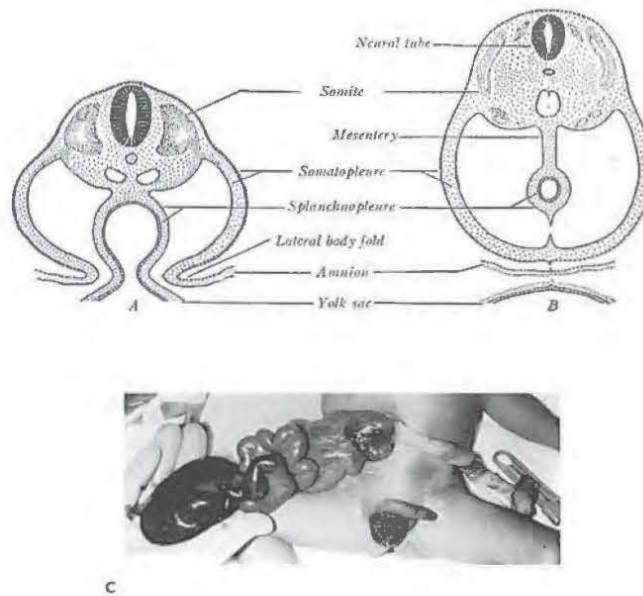 Neural tube
Somite
Mesentery
Somatopleure
Splanchnopleure
Lateral body fold
Amnion
Yolk sac
A
B
C